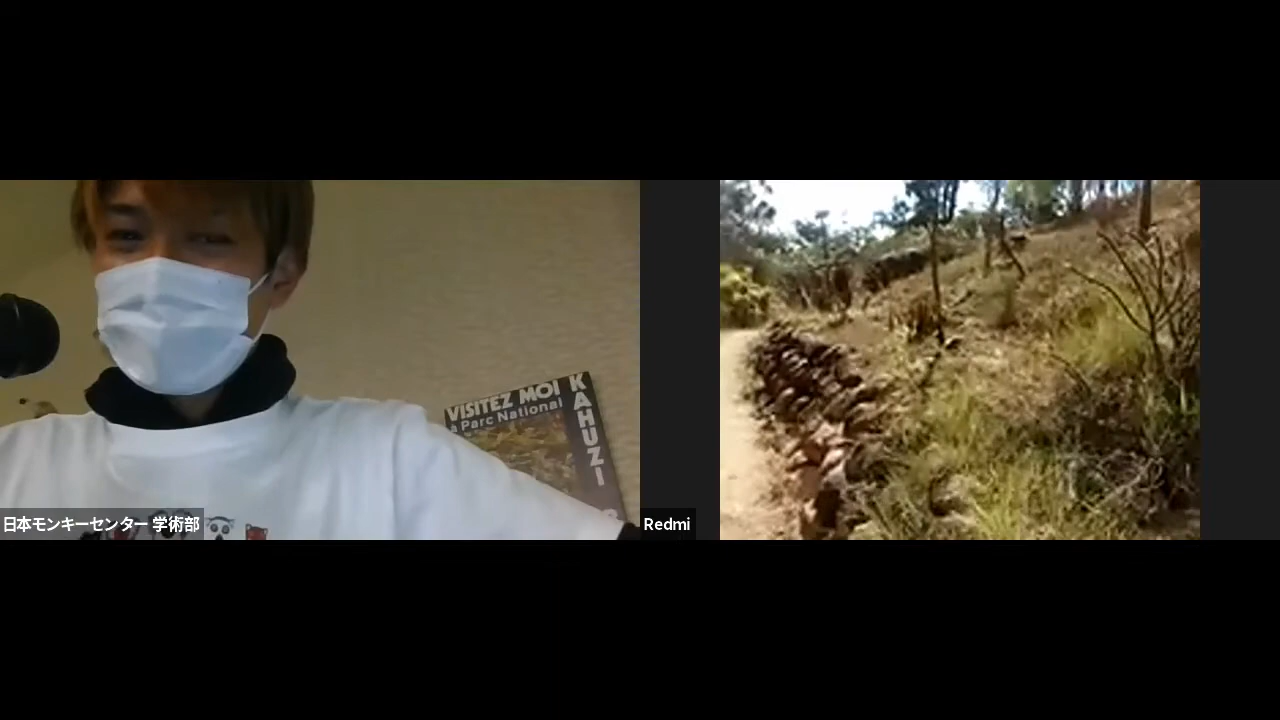 VISITEZ MOI
à Parc National
KAHUZI
日本モンキーセンター 学術部
Redmi